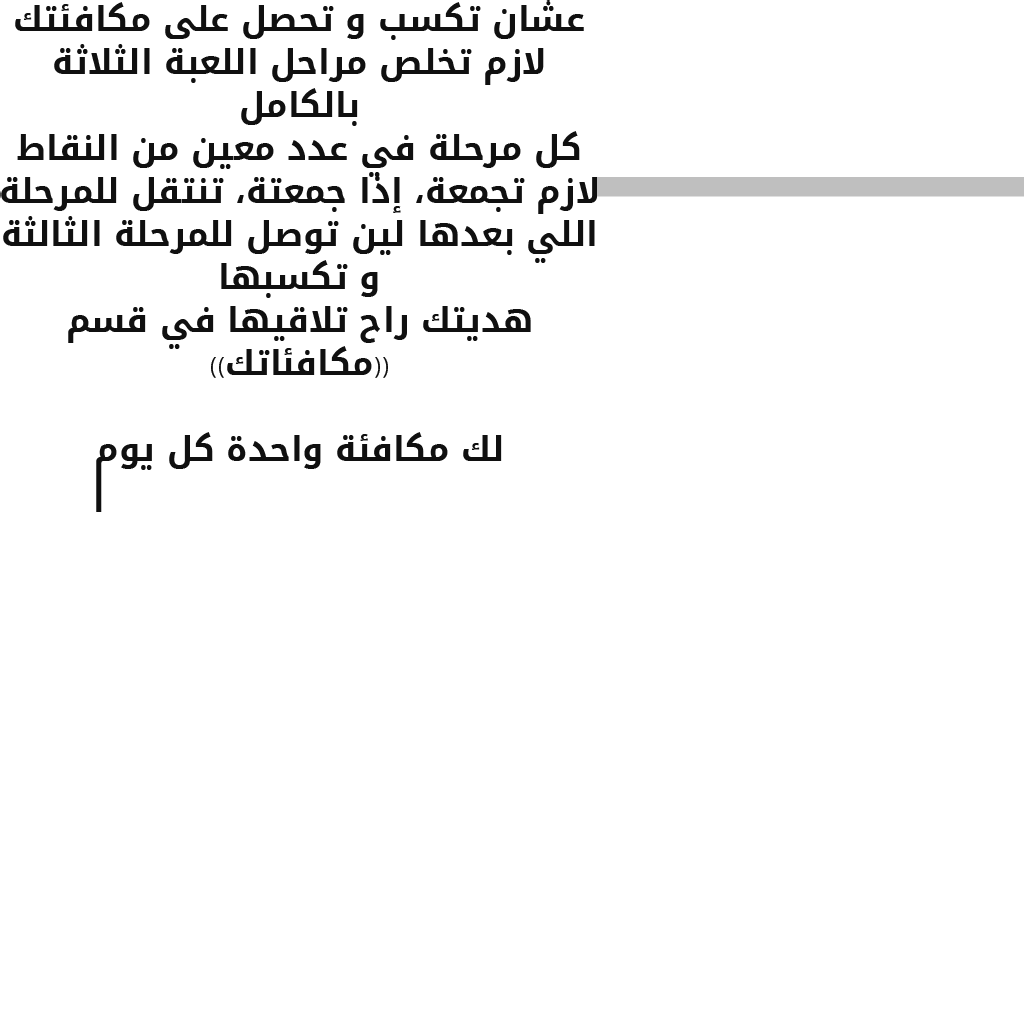 عشان تكسب و تحصل على مكافئتك
لازم تخلص مراحل اللعبة الثلاثة
بالكامل
كل مرحلة في عدد معين من النقاط
لازم تجمعة، إذا جمعتة، تنتقل للمرحلة
اللي بعدها لين توصل للمرحلة الثالثة
و تكسبها
هديتك راح تلاقيها في قسم
((مكافئاتك))
لك مكافئة واحدة كل يوم